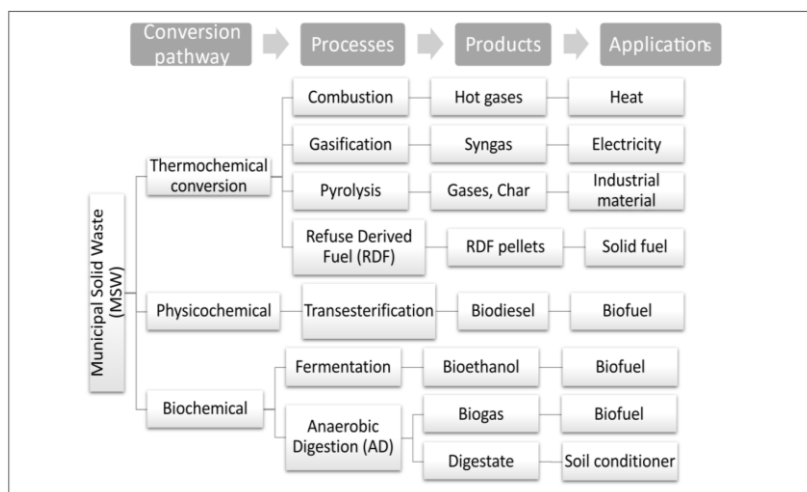 Conversion
pathway
Processes
Products
Applications
Combustion
Hot gases
Heat
Gasification
Syngas
Electricity
Thermochemical
conversion
Pyrolysis
Gases, Char
Industrial
material
Refuse Derived
Fuel (RDF)
RDF pellets
Solid fuel
Municipal Solid Waste
(MSW)
Physicochemical
Transesterification
Biodiesel
Biofuel
Fermentation
Bioethanol
Biofuel
Biochemical
Anaerobic
Digestion (AD)
Biogas
Biofuel
Digestate
Soil conditioner